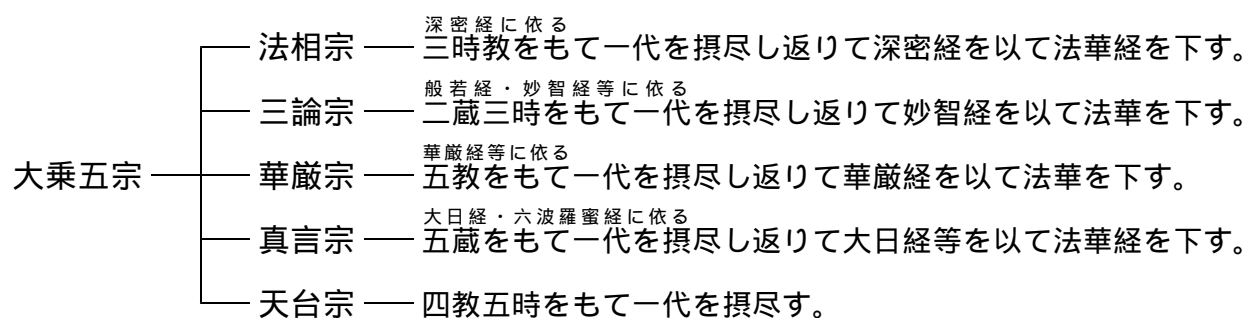 深密経に依る
法相宗 三時教をもて一代を摂尽し返りて深密経を以て法華経を下す。
般若経・妙智経等に依る
三論宗 二蔵三時をもて一代を摂尽し返りて妙智経を以て法華を下す。
華厳経等に依る
大乗五宗 華厳宗 五教をもて一代を摂尽し返りて華厳経を以て法華を下す。
大日経・六波羅蜜経に依る
真言宗 五蔵をもて一代を摂尽し返りて大日経等を以て法華経を下す。
天台宗 四教五時をもて一代を摂尽す。